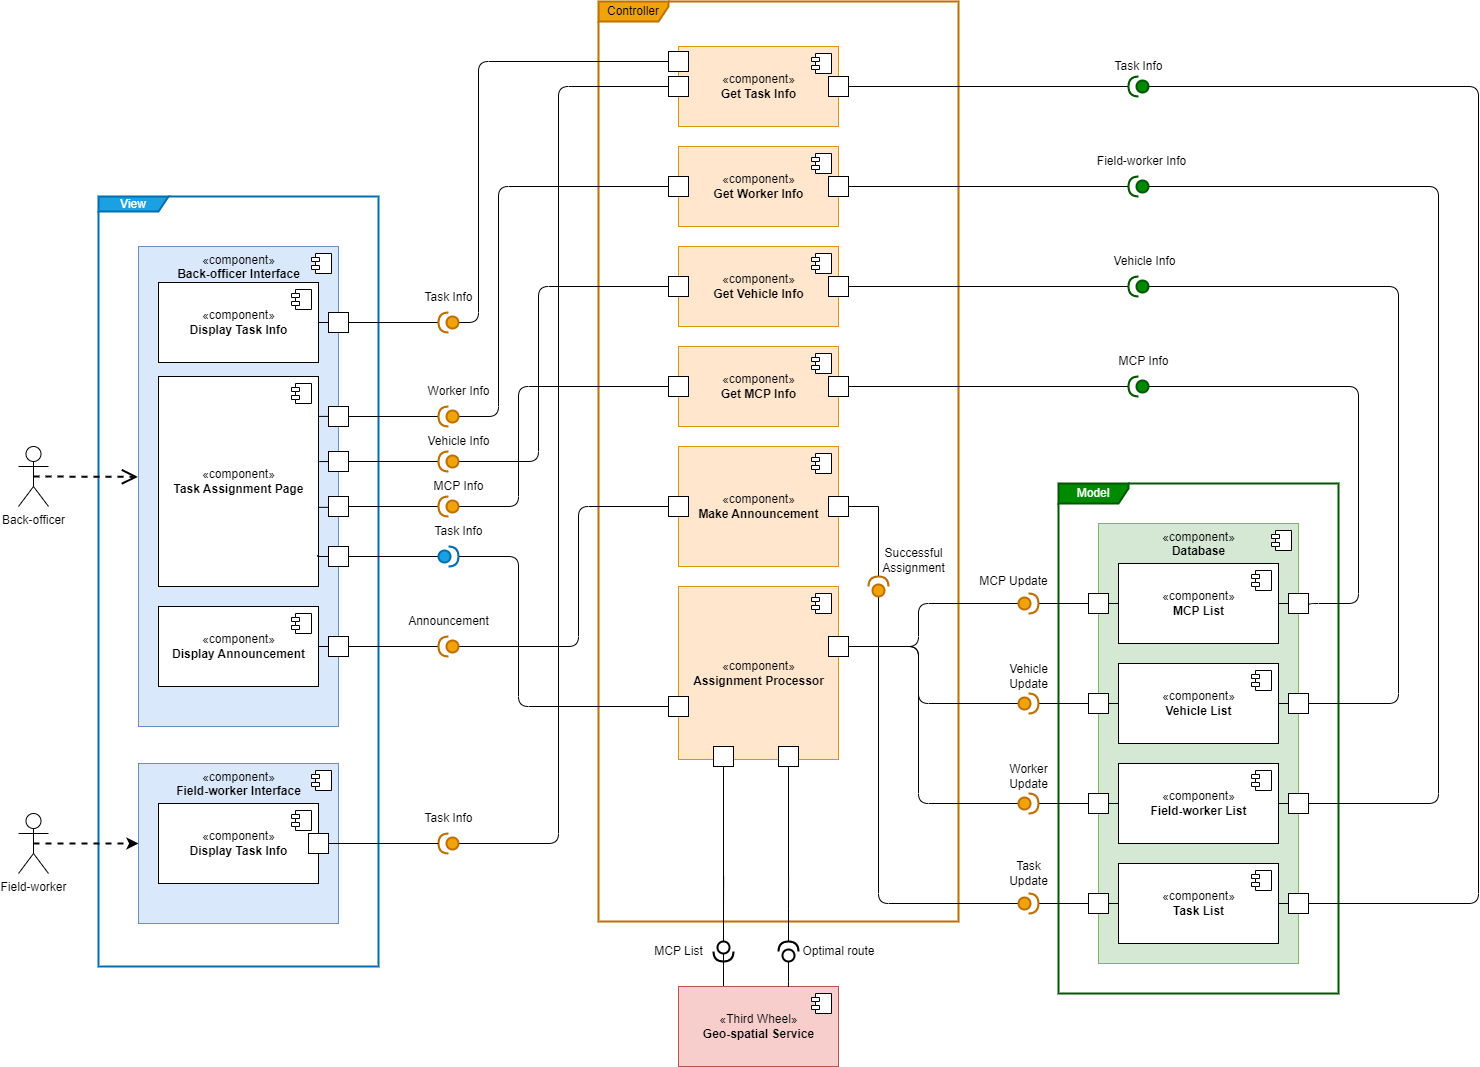 Controller
«component»
Get Task Info
Task Info
«component»
Get Worker Info
Field-worker Info
«component»
Get Vehicle Info
Vehicle Info
«component»
Get MCP Info
MCP Info
«component»
Make Announcement
Successful
Assignment
«component»
Assignment Processor
View
«component»
Back-officer Interface
«component»
Display Task Info
Task Info
«component»
Task Assignment Page
Worker Info
Vehicle Info
MCP Info
Task Info
«component»
Display Announcement
Announcement
Back-officer
«component»
Field-worker Interface
«component»
Display Task Info
Task Info
Field-worker
Model
«component»
Database
MCP Update
«component»
MCP List
Vehicle
Update
«component»
Vehicle List
Worker
Update
«component»
Field-worker List
Task
Update
«component»
Task List
MCP List
Optimal route
«Third Wheel»
Geo-spatial Service